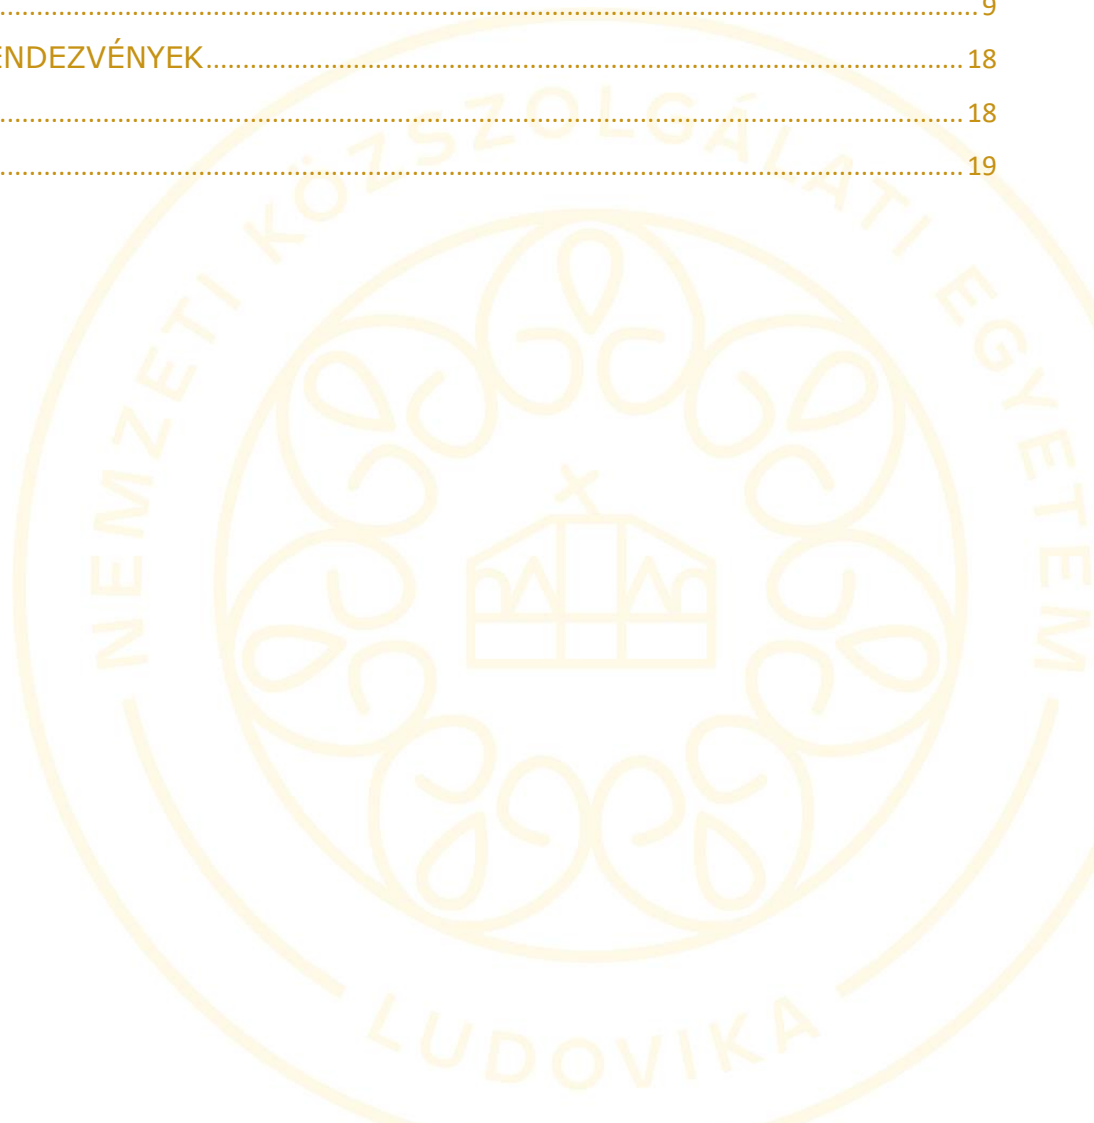 ................................................................................................................................ 9
ENDEZVÉNYEK...................................................................................................... 18
................................................................................................................................ 18
................................................................................................................................ 19
NEMZETI KÖZSZOLGÁLATI EGYETEM
LUDOVIKA